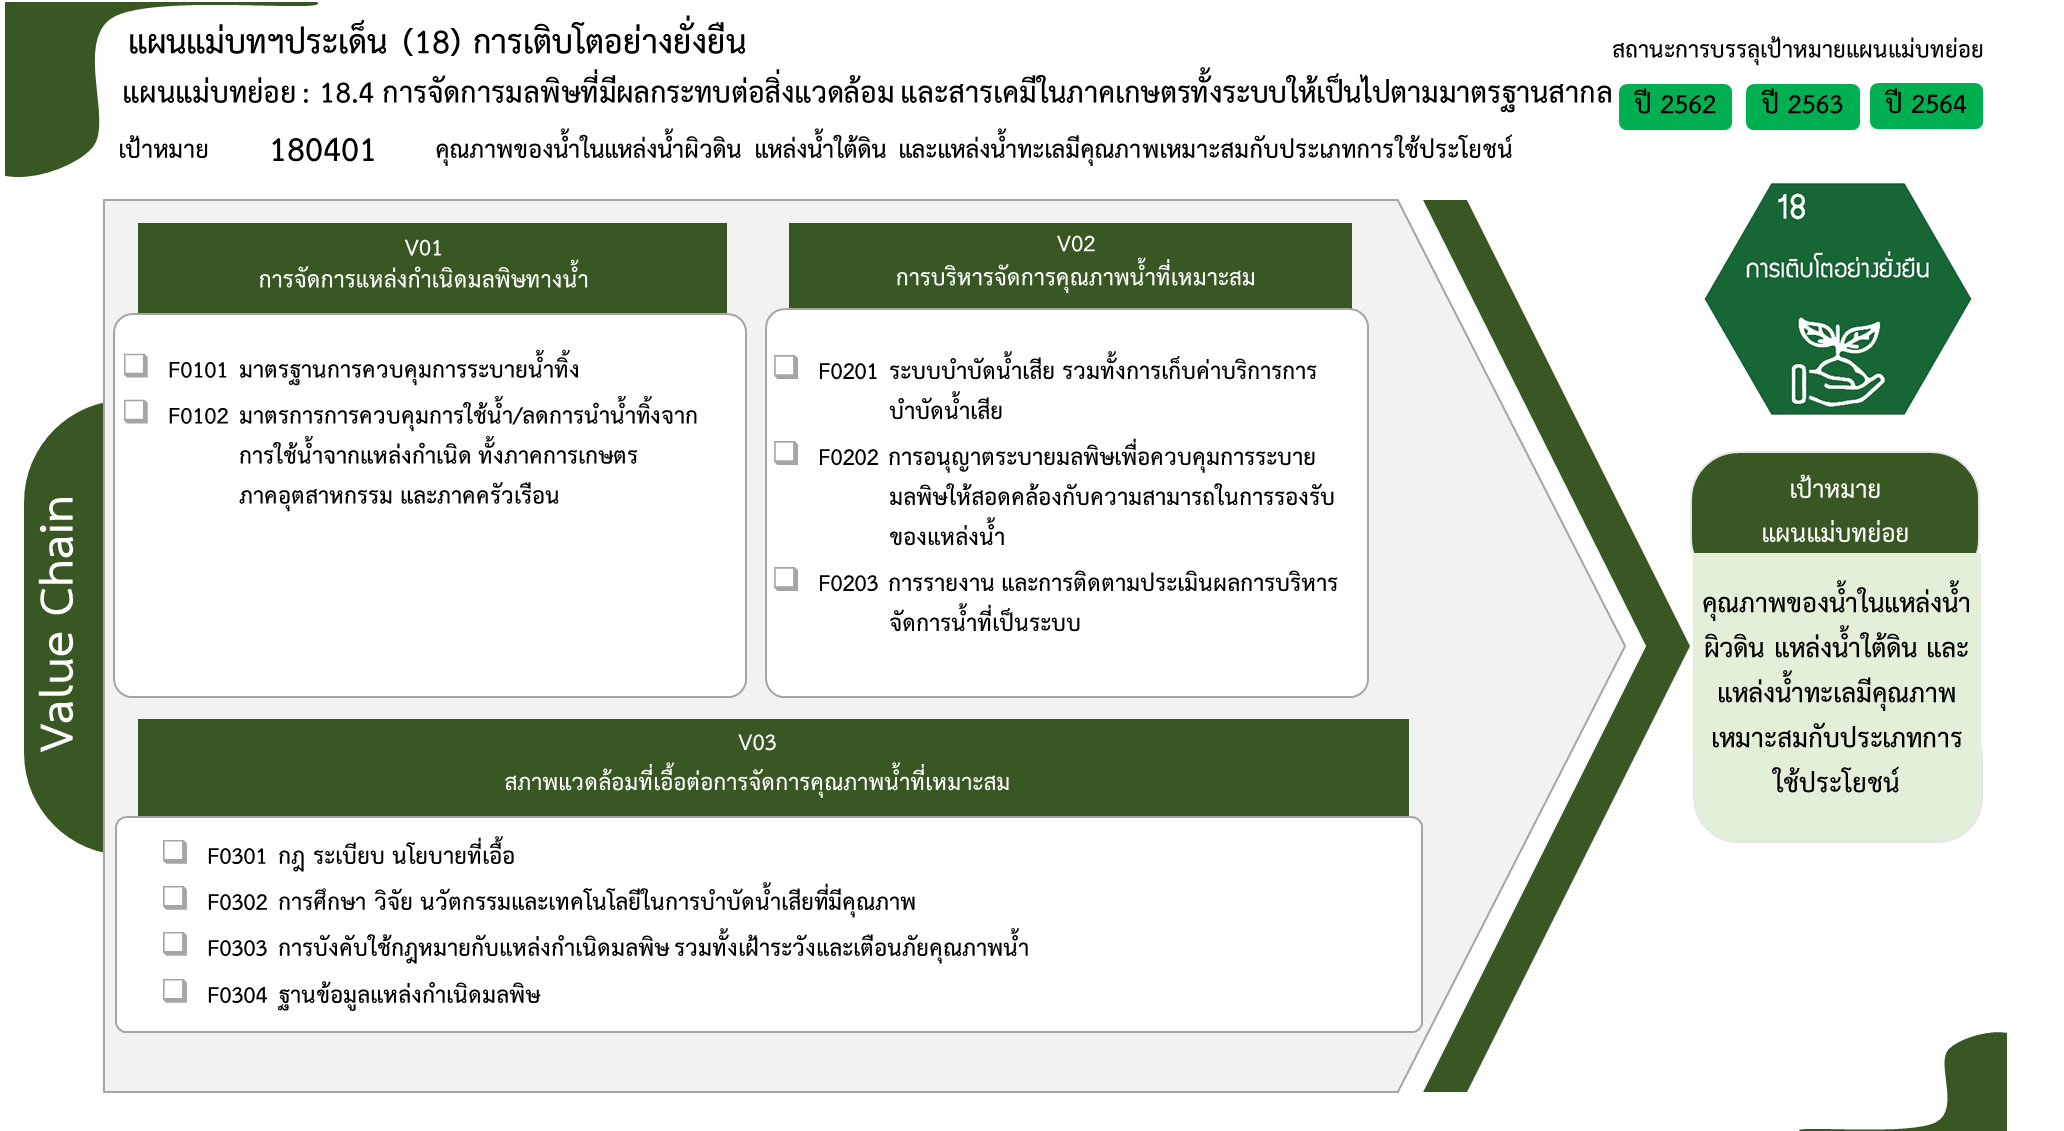 แผนแม่บทฯประเด็น (18) การเติบโตอย่างยั่งยืน
สถานะการบรรลุเป้าหมายแผนแม่บทย่อย
แผนแม่บทย่อย : 18.4 การจัดการมลพิษที่มีผลกระทบต่อสิ่งแวดล้อม และสารเคมีในภาคเกษตรทั้งระบบให้เป็นไปตามมาตรฐานสากล
ปี 2562 ปี 2563 ปี 2564
เป้าหมาย 180401 คุณภาพของน้ำในแหล่งน้ำผิวดิน แหล่งน้ำใต้ดิน และแหล่งน้ำทะเลมีคุณภาพเหมาะสมกับประเภทการใช้ประโยชน์
Value Chain
V01
การจัดการแหล่งกำเนิดมลพิษทางน้ำ
F0101 มาตรฐานการควบคุมการระบายน้ำทิ้ง
F0102 มาตรการการควบคุมการใช้น้ำ/ลดการนำน้ำทิ้งจาก
การใช้น้ำจากแหล่งกำเนิด ทั้งภาคการเกษตร
ภาคอุตสาหกรรม และภาคครัวเรือน
V02
การบริหารจัดการคุณภาพน้ำที่เหมาะสม
F0201 ระบบบำบัดน้ำเสีย รวมทั้งการเก็บค่าบริการการ
บำบัดน้ำเสีย
F0202 การอนุญาตระบายมลพิษเพื่อควบคุมการระบาย
มลพิษให้สอดคล้องกับความสามารถในการรองรับ
ของแหล่งน้ำ
F0203 การรายงาน และการติดตามประเมินผลการบริหาร
จัดการน้ำที่เป็นระบบ
V03
สภาพแวดล้อมที่เอื้อต่อการจัดการคุณภาพน้ำที่เหมาะสม
F0301 กฎ ระเบียบ นโยบายที่เอื้อ
F0302 การศึกษา วิจัย นวัตกรรมและเทคโนโลยีในการบำบัดน้ำเสียที่มีคุณภาพ
F0303 การบังคับใช้กฎหมายกับแหล่งกำเนิดมลพิษ รวมทั้งเฝ้าระวังและเตือนภัยคุณภาพน้ำ
F0304 ฐานข้อมูลแหล่งกำเนิดมลพิษ
18
การเติบโตอย่างยั่งยืน
เป้าหมาย
แผนแม่บทย่อย
คุณภาพของน้ำในแหล่งน้ำ
ผิวดิน แหล่งน้ำใต้ดิน และ
แหล่งน้ำทะเลมีคุณภาพ
เหมาะสมกับประเภทการ
ใช้ประโยชน์